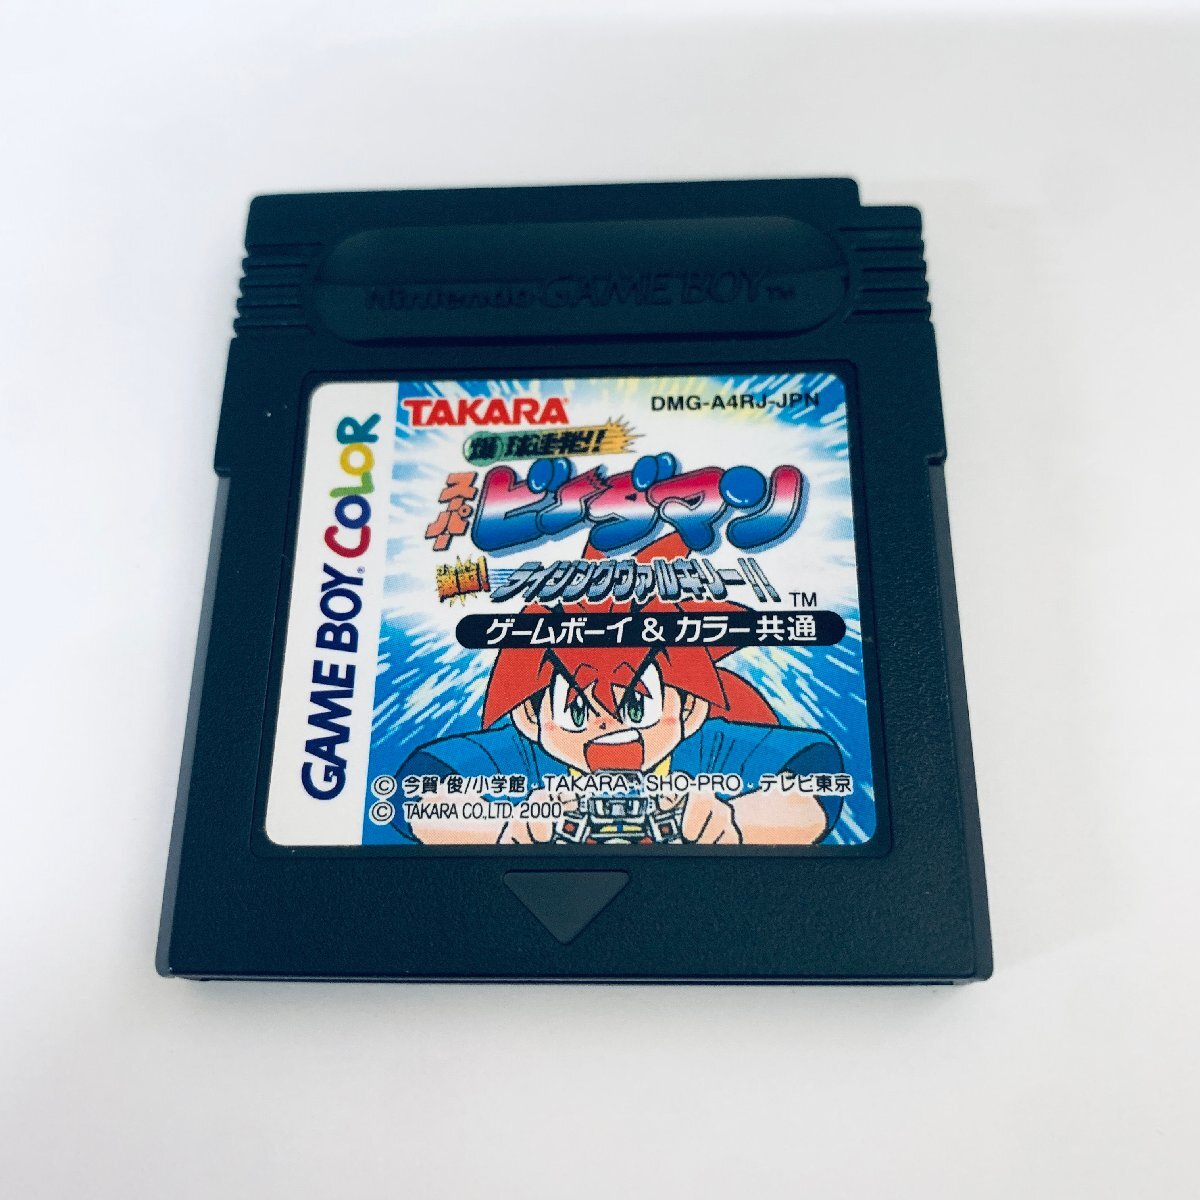 Nintendo GAME BOY TM
GAME BOY COLOR
TAKARA
DMG-A4RJ-JPN
爆球連発!!
スーパー
ビーダマン
激誕! ライジングヴァルキリー!! TM
ゲームボーイ & カラー共通
© 今賀 俊/小学館・TAKARA・SHO-PRO・テレビ東京
© TAKARA CO.,LTD. 2000